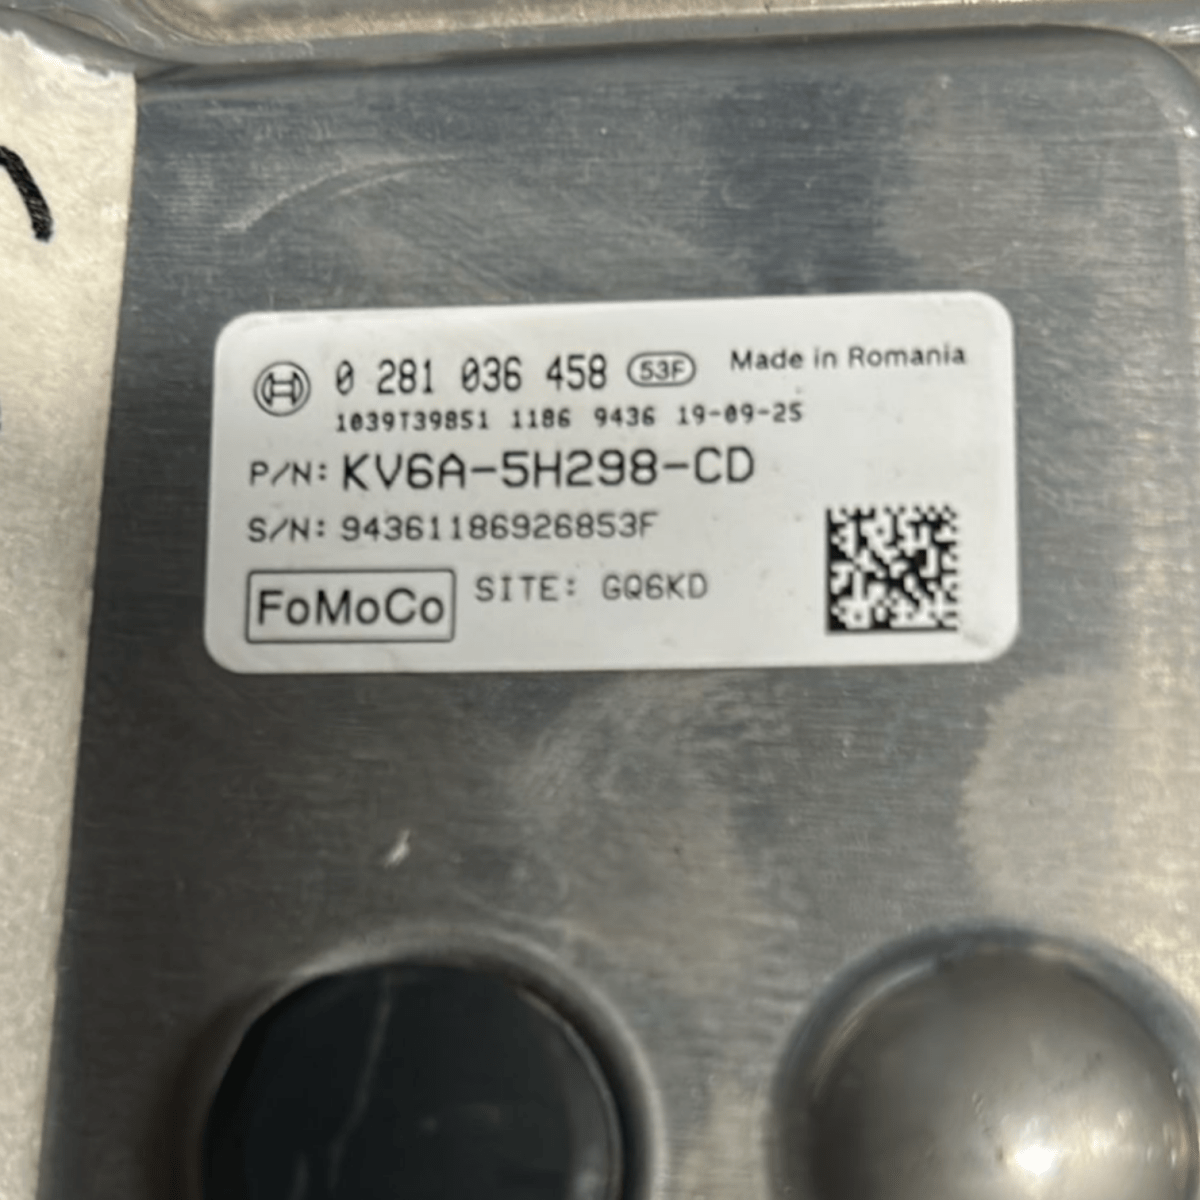 0 281 036 458 53F Made in Romania
1039T39851 1186 9436 19-09-25
P/N: KV6A-5H298-CD
S/N: 94361186926853F
FoMoCo SITE: GQ6KD